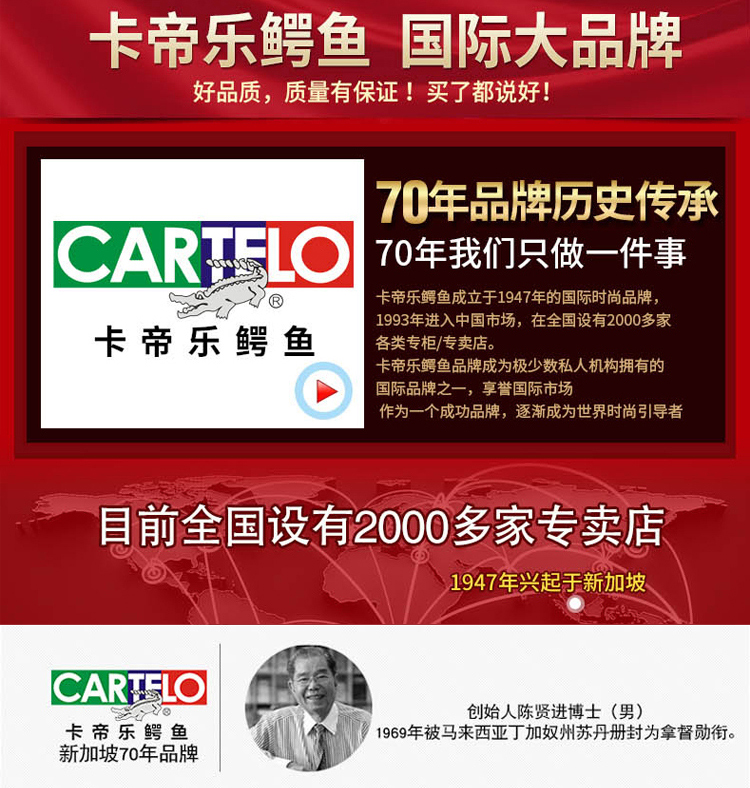 卡帝乐鳄鱼 国际大品牌
好品质，质量有保证！买了都说好！
70年品牌历史传承
70年我们只做一件事
CARTELO
®
卡帝乐鳄鱼
卡帝乐鳄鱼成立于1947年的国际时尚品牌，
1993年进入中国市场，在全国设有2000多家
各类专柜/专卖店。
卡帝乐鳄鱼品牌成为极少数私人机构拥有的
国际品牌之一，享誉国际市场
作为一个成功品牌，逐渐成为世界时尚引导者
目前全国设有2000多家专卖店
1947年兴起于新加坡
CARTELO
®
卡帝乐鳄鱼
新加坡70年品牌
创始人陈贤进博士（男）
1969年被马来西亚丁加奴州苏丹册封为拿督勋衔。